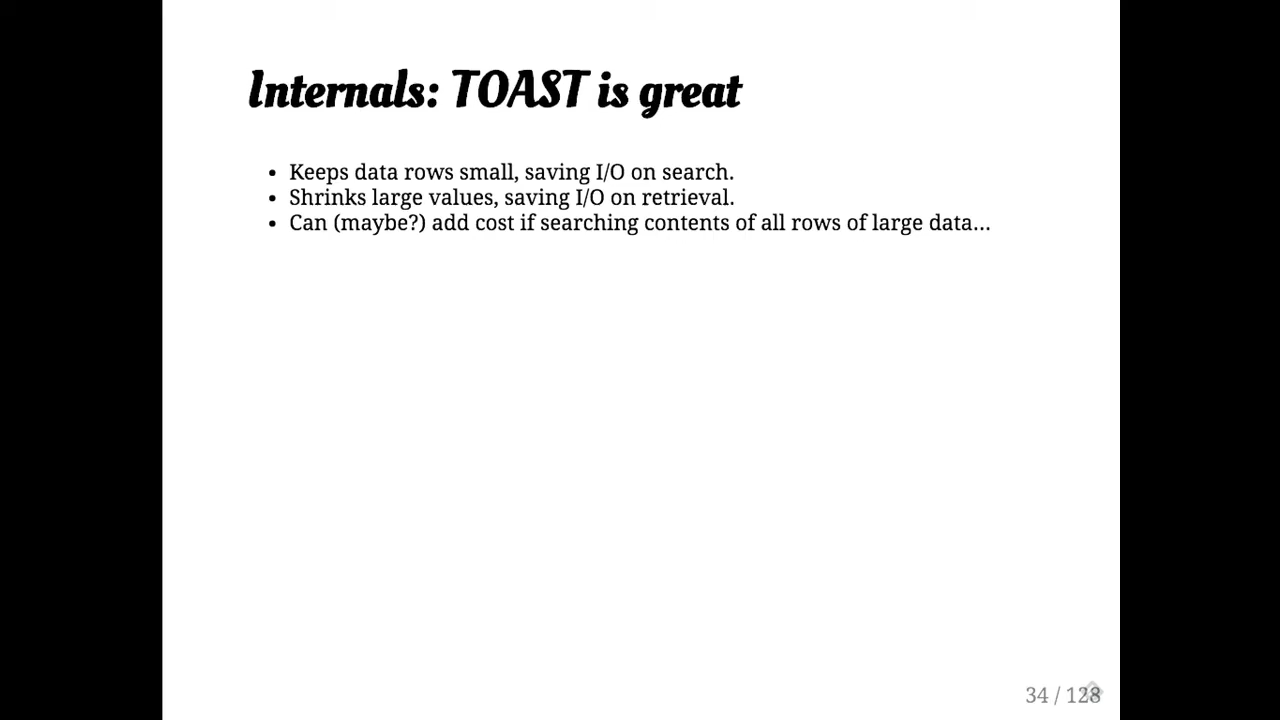 Internals: TOAST is great
• Keeps data rows small, saving I/O on search.
• Shrinks large values, saving I/O on retrieval.
• Can (maybe?) add cost if searching contents of all rows of large data...
34 / 128